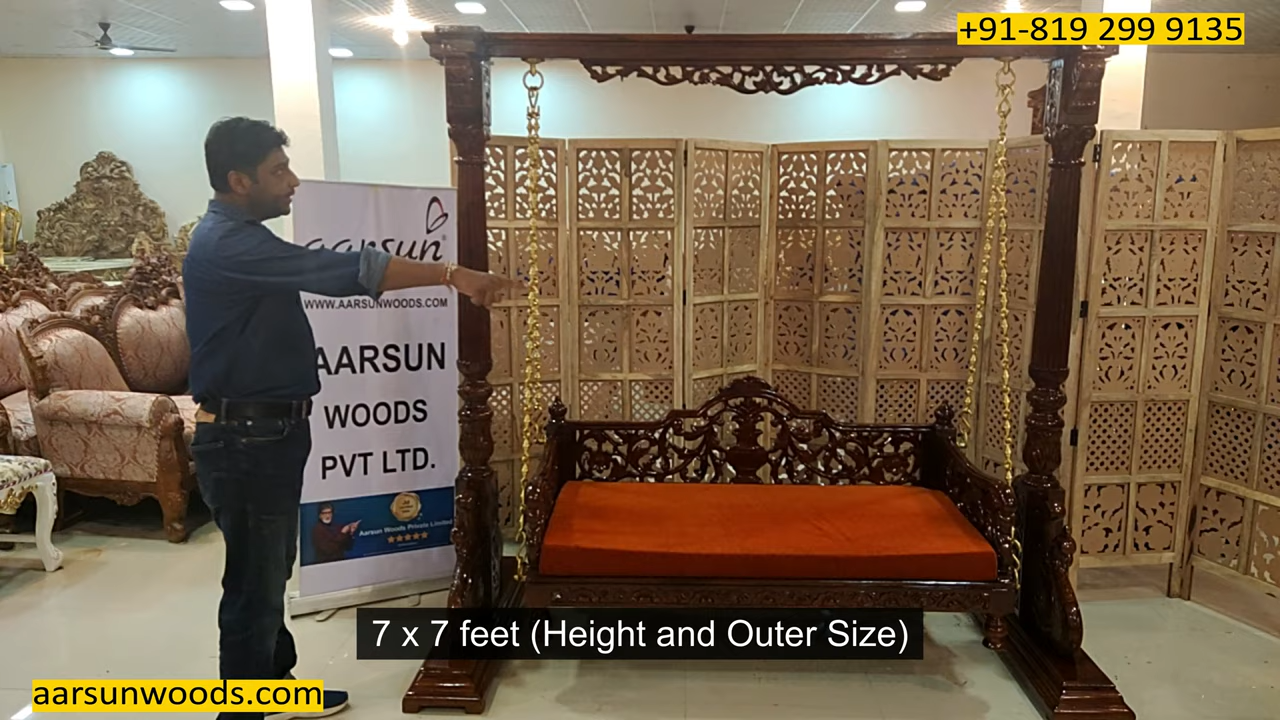 +91-819 299 9135
aarsun
WWW.AARSUNWOODS.COM
AARSUN
WOODS
PVT LTD.
Aarsun Woods Private Limited
7 x 7 feet (Height and Outer Size)
aarsunwoods.com